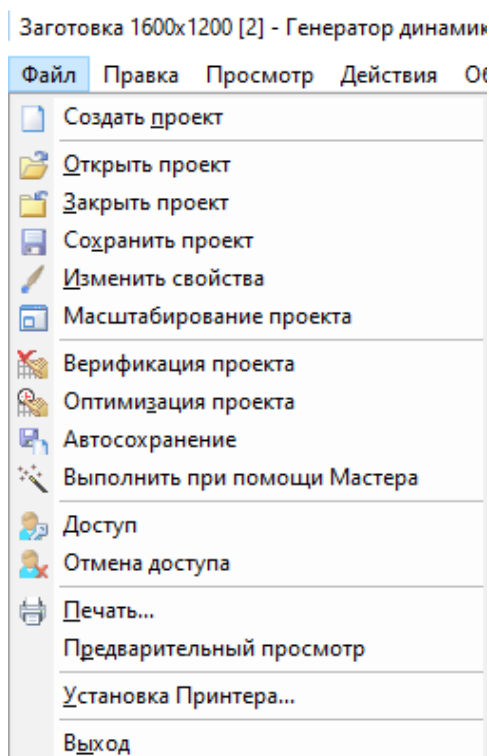 Заготовка 1600x1200 [2] - Генератор динамик
Файл Правка Просмотр Действия Об
Создать проект
Открыть проект
Закрыть проект
Сохранить проект
Изменить свойства
Масштабирование проекта
Верификация проекта
Оптимизация проекта
Автосохранение
Выполнить при помощи Мастера
Доступ
Отмена доступа
Печать...
Предварительный просмотр
Установка Принтера...
Выход